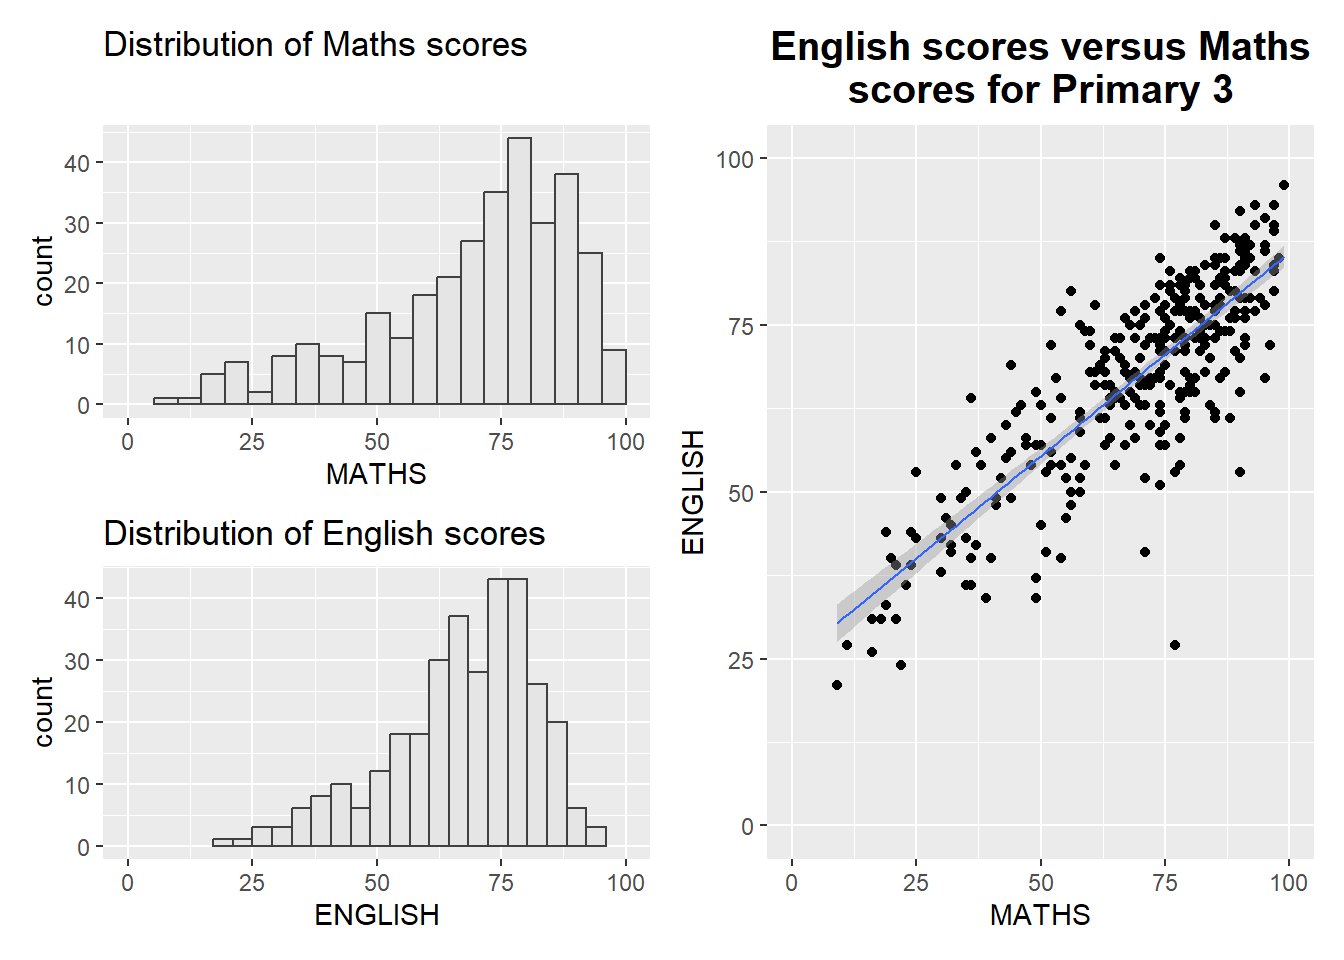 Distribution of Maths scores
40
30
20
10
0
count
0 25 50 75 100
MATHS
Distribution of English scores
40
30
20
10
0
count
0 25 50 75 100
ENGLISH
English scores versus Maths
scores for Primary 3
100
75
50
25
0
ENGLISH
0 25 50 75 100
MATHS